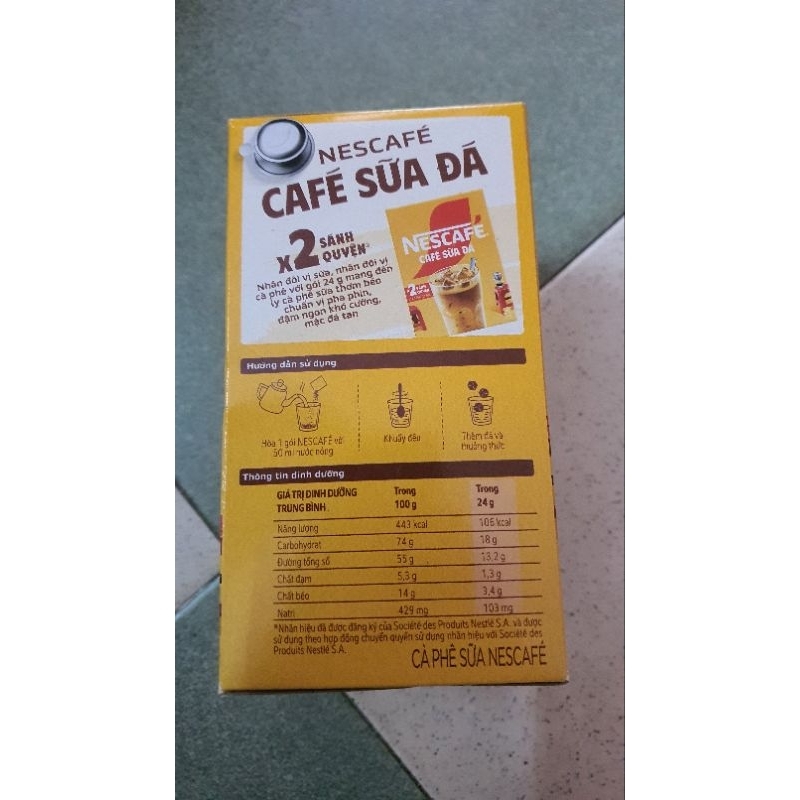 NESCAFÉ
CAFÉ SỮA ĐÁ
X2 SÁNH QUYỆN*
Nhân đôi vị sữa, nhân đôi vị
cà phê với gói 24 g mang đến
ly cà phê sữa thơm béo
chuẩn vị pha phin,
đậm ngon khó cưỡng,
mặc đá tan
NESCAFÉ
CAFÉ SỮA ĐÁ
Hướng dẫn sử dụng
Hòa 1 gói NESCAFÉ với
50 ml nước nóng
Khuấy đều
Thêm đá và
thưởng thức
Thông tin dinh dưỡng
GIÁ TRỊ DINH DƯỠNG TRUNG BÌNH Trong 100 g Trong 24 g
Năng lượng 443 kcal 106 kcal
Carbohydrat 74 g 18 g
Đường tổng số 55 g 13,2 g
Chất đạm 5,3 g 1,3 g
Chất béo 14 g 3,4 g
Natri 429 mg 103 mg
*Nhãn hiệu đã được đăng ký của Société des Produits Nestlé S.A. và được
sử dụng theo hợp đồng chuyển quyền sử dụng nhãn hiệu với Société des
Produits Nestlé S.A.
CÀ PHÊ SỮA NESCAFÉ